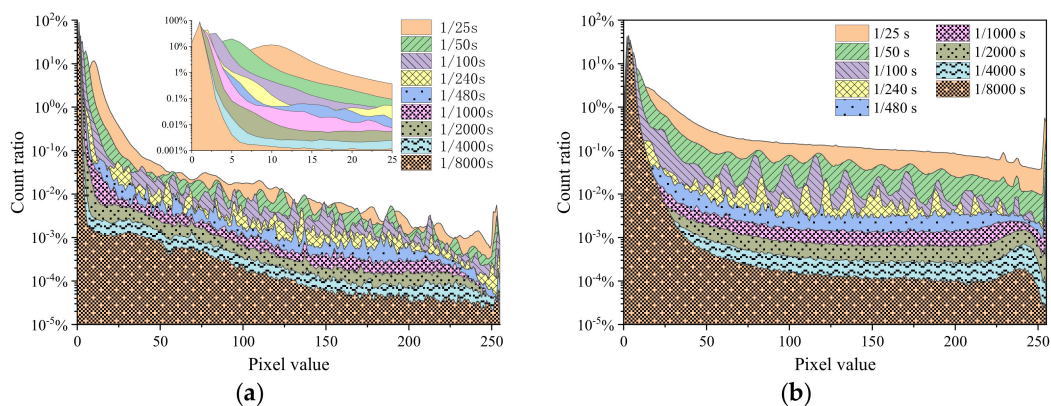 10²%
10¹%
10⁰%
10⁻¹%
10⁻²%
10⁻³%
10⁻⁴%
10⁻⁵%
Count ratio
0
50
100
150
200
250
Pixel value
100%
10%
1%
0.1%
0.01%
0.001%
0
5
10
15
20
25
1/25s
1/50s
1/100s
1/240s
1/480s
1/1000s
1/2000s
1/4000s
1/8000s
(a)
10²%
10¹%
10⁰%
10⁻¹%
10⁻²%
10⁻³%
10⁻⁴%
10⁻⁵%
Count ratio
0
50
100
150
200
250
Pixel value
1/25 s
1/50 s
1/100 s
1/240 s
1/480 s
1/1000 s
1/2000 s
1/4000 s
1/8000 s
(b)